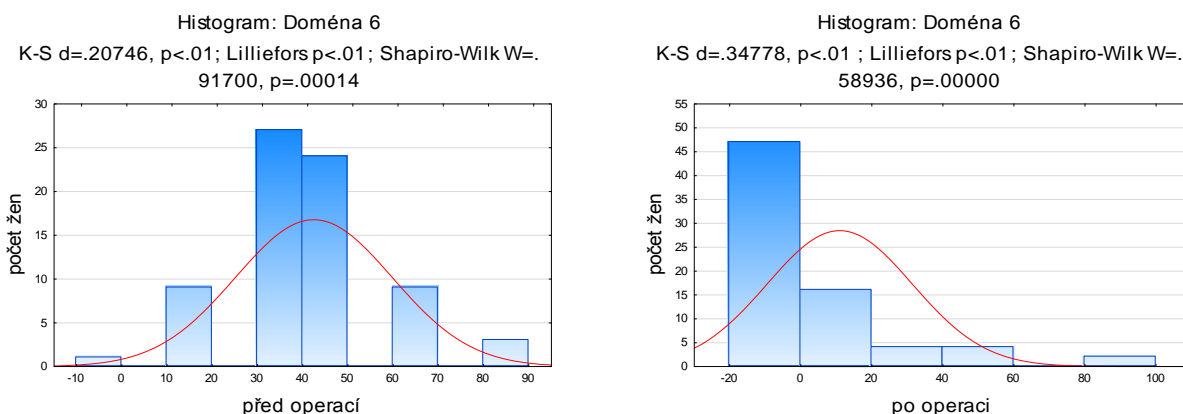 Histogram: Doména 6
K-S d=.20746, p<.01; Lilliefors p<.01; Shapiro-Wilk W=.
91700, p=.00014
30
25
20
15
10
5
0
počet žen
-10 0 10 20 30 40 50 60 70 80 90
před operací
Histogram: Doména 6
K-S d=.34778, p<.01 ; Lilliefors p<.01; Shapiro-Wilk W=.
58936, p=.00000
55
50
45
40
35
30
25
20
15
10
5
0
počet žen
-20 0 20 40 60 80 100
po operaci